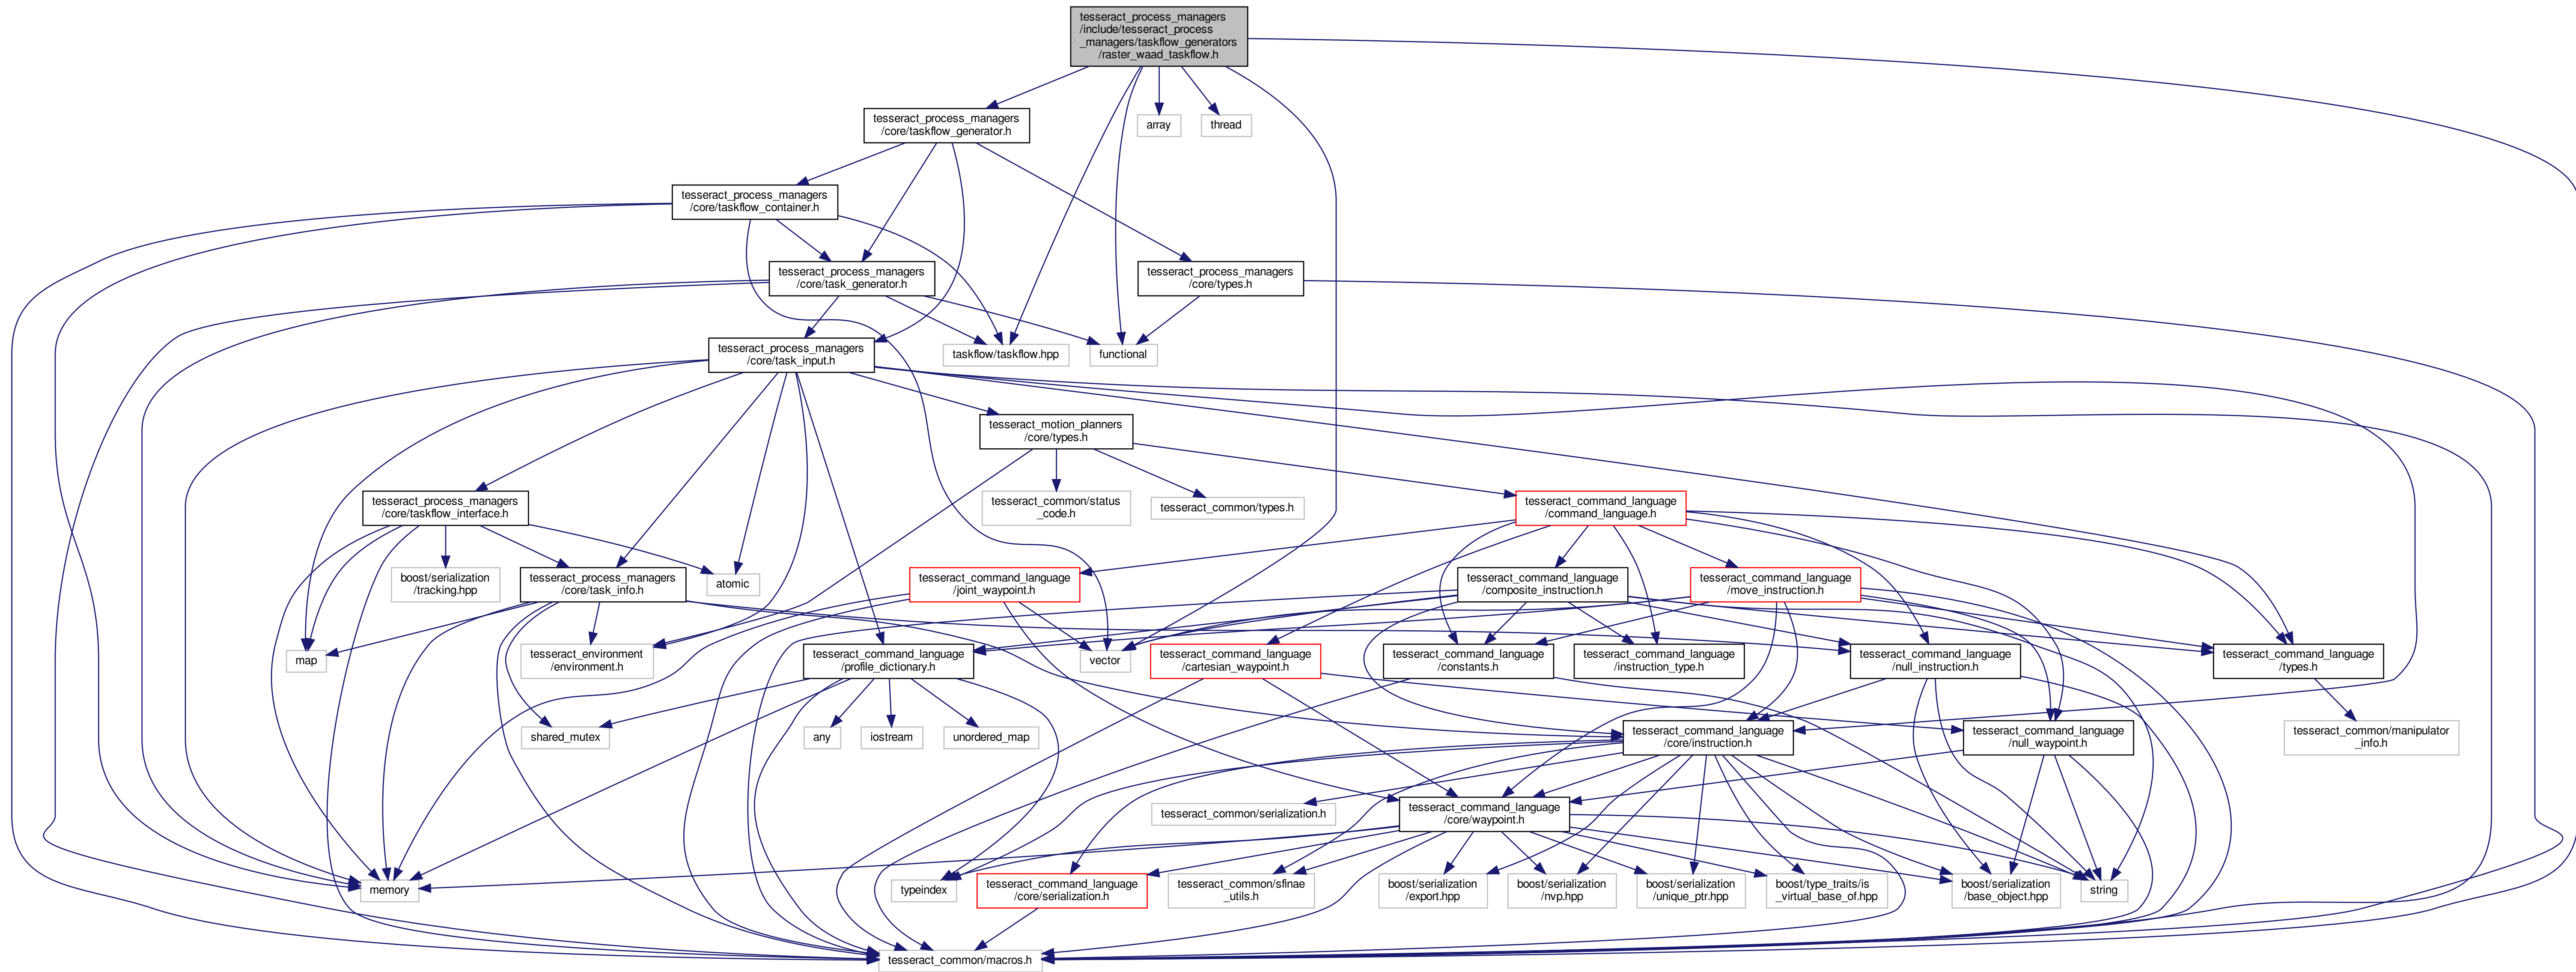 tesseract_process_managers
/include/tesseract_process
_managers/taskflow_generators
/raster_waad_taskflow.h
tesseract_process_managers
/core/taskflow_generator.h
array
thread
tesseract_process_managers
/core/taskflow_container.h
tesseract_process_managers
/core/task_generator.h
tesseract_process_managers
/core/types.h
tesseract_process_managers
/core/task_input.h
taskflow/taskflow.hpp
functional
tesseract_motion_planners
/core/types.h
tesseract_process_managers
/core/taskflow_interface.h
tesseract_common/status
_code.h
tesseract_common/types.h
tesseract_command_language
/command_language.h
boost/serialization
/tracking.hpp
tesseract_process_managers
/core/task_info.h
atomic
tesseract_command_language
/joint_waypoint.h
tesseract_command_language
/composite_instruction.h
tesseract_command_language
/move_instruction.h
map
tesseract_environment
/environment.h
tesseract_command_language
/profile_dictionary.h
vector
tesseract_command_language
/cartesian_waypoint.h
tesseract_command_language
/constants.h
tesseract_command_language
/instruction_type.h
tesseract_command_language
/null_instruction.h
tesseract_command_language
/types.h
shared_mutex
any
iostream
unordered_map
tesseract_command_language
/core/instruction.h
tesseract_command_language
/null_waypoint.h
tesseract_common/manipulator
_info.h
tesseract_common/serialization.h
tesseract_command_language
/core/waypoint.h
memory
typeindex
tesseract_command_language
/core/serialization.h
tesseract_common/sfinae
_utils.h
boost/serialization
/export.hpp
boost/serialization
/nvp.hpp
boost/serialization
/unique_ptr.hpp
boost/type_traits/is
_virtual_base_of.hpp
boost/serialization
/base_object.hpp
string
tesseract_common/macros.h